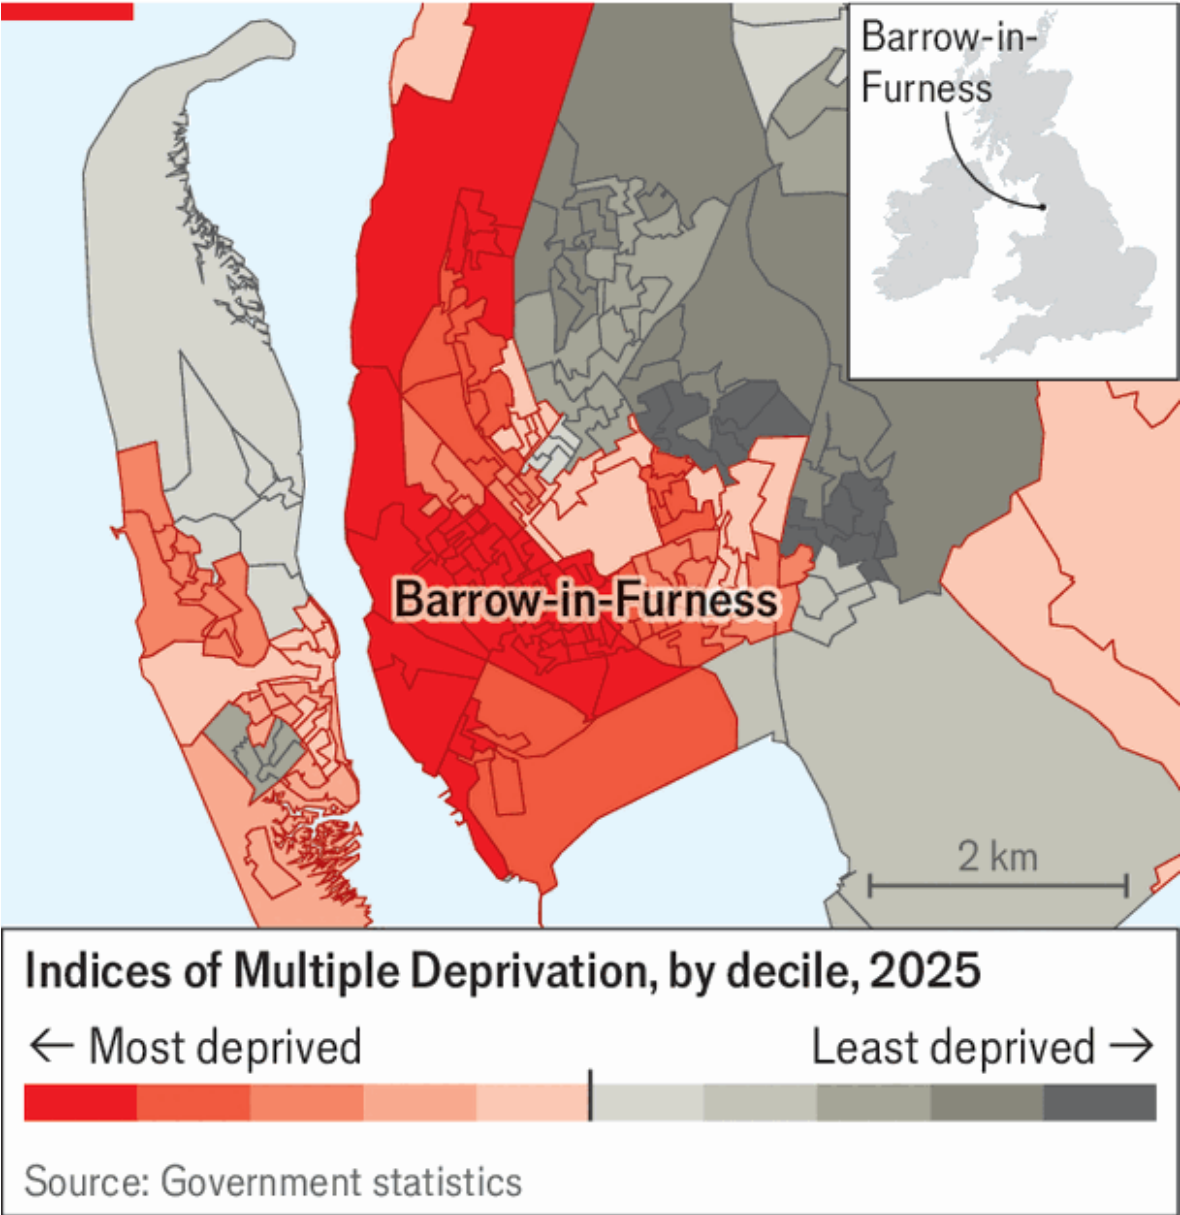 Barrow-in-
Furness
Barrow-in-Furness
2 km
Indices of Multiple Deprivation, by decile, 2025
← Most deprived
Least deprived →
Source: Government statistics